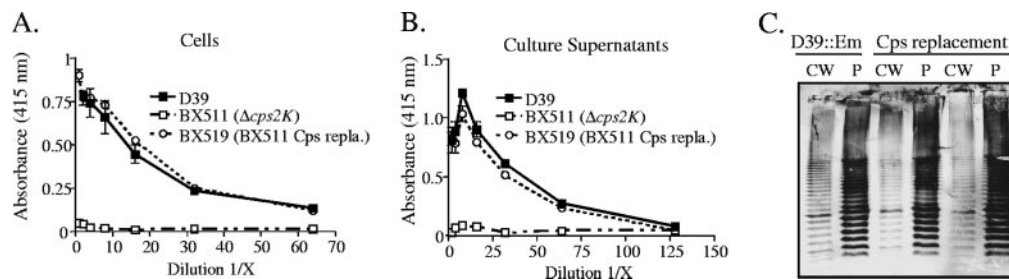 A.
Cells
Absorbance (415 nm)
1
0.75
0.5
0.25
0
0 10 20 30 40 50 60 70
Dilution 1/X
D39
BX511 (Δcps2K)
BX519 (BX511 Cps repla.)
B.
Culture Supernatants
Absorbance (415 nm)
1.5
1.0
0.5
0
0 25 50 75 100 125 150
Dilution 1/X
D39
BX511 (Δcps2K)
BX519 (BX511 Cps repla.)
C.
D39::Em Cps replacement
CW P CW P CW P